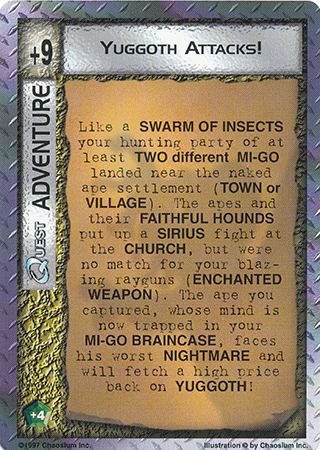 +9
YUGGOTH ATTACKS!
QUEST ADVENTURE
Like a SWARM OF INSECTS
your hunting party of at
least TWO different MI-GO
landed near the naked
ape settlement (TOWN or
VILLAGE). The apes and
their FAITHFUL HOUNDS
put up a SIRIUS fight at
the CHURCH, but were
no match for your blaz-
ing rayguns (ENCHANTED
WEAPON). The ape you
captured, whose mind is
now trapped in your
MI-GO BRAINCASE, faces
his worst NIGHTMARE and
will fetch a high price
back on YUGGOTH!
+4
©1997 Chaosium Inc.
Illustration © by Chaosium Inc.